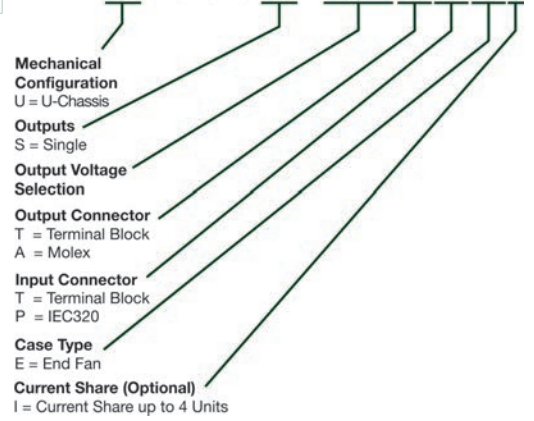 Mechanical
Configuration
U = U-Chassis
Outputs
S = Single
Output Voltage
Selection
Output Connector
T = Terminal Block
A = Molex
Input Connector
T = Terminal Block
P = IEC320
Case Type
E = End Fan
Current Share (Optional)
I = Current Share up to 4 Units